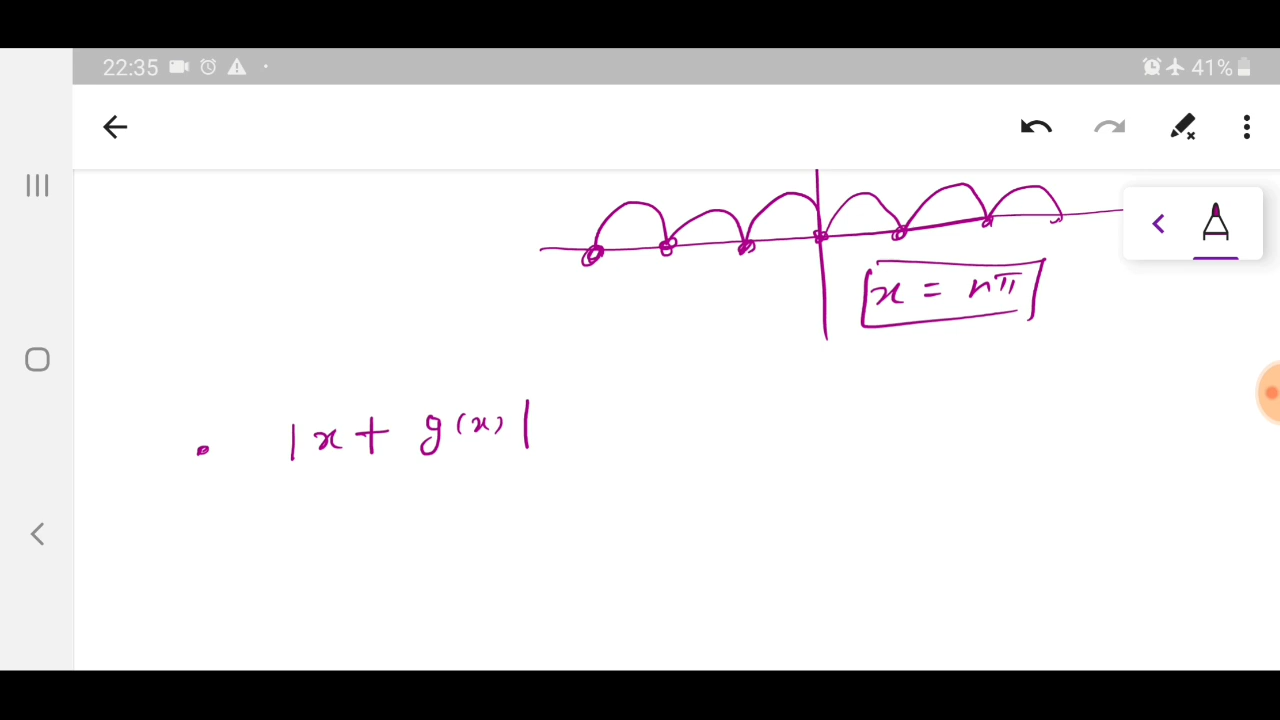 22:35 41%
x = nπ
• |x + g(x)|